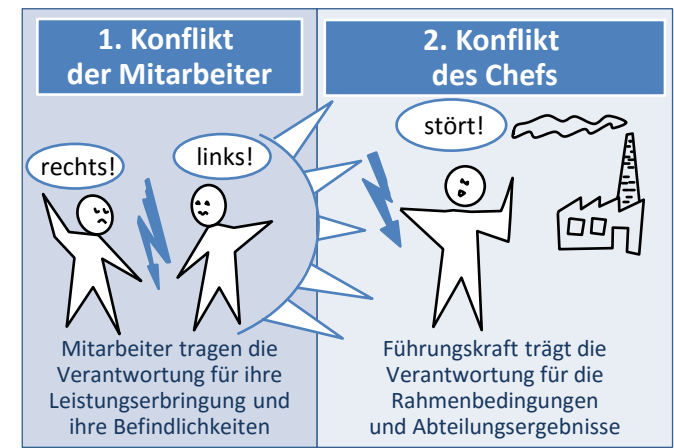 1. Konflikt
der Mitarbeiter
rechts!
links!
Mitarbeiter tragen die
Verantwortung für ihre
Leistungserbringung und
ihre Befindlichkeiten
2. Konflikt
des Chefs
stört!
Führungskraft trägt die
Verantwortung für die
Rahmenbedingungen
und Abteilungsergebnisse